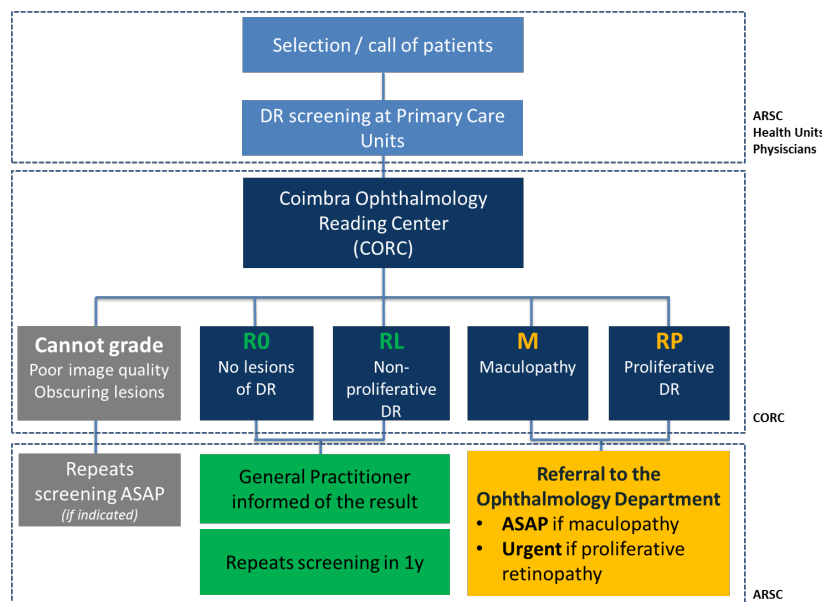 Selection / call of patients
DR screening at Primary Care
Units
ARSC
Health Units
Physiscians
Coimbra Ophthalmology
Reading Center
(CORC)
Cannot grade
Poor image quality
Obscuring lesions
R0
No lesions
of DR
RL
Non-
proliferative
DR
M
Maculopathy
RP
Proliferative
DR
CORC
Repeats
screening ASAP
(if indicated)
General Practitioner
informed of the result
Repeats screening in 1y
Referral to the
Ophthalmology Department
• ASAP if maculopathy
• Urgent if proliferative
retinopathy
ARSC